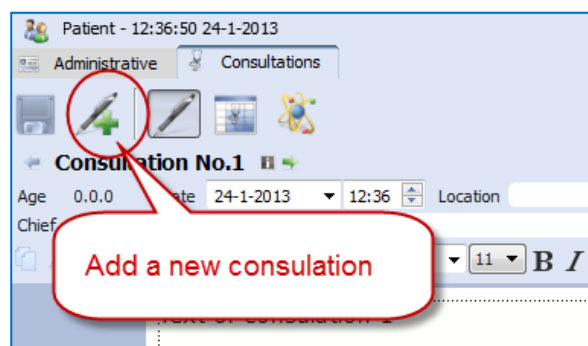 Patient - 12:36:50 24-1-2013
Administrative Consultations
Consultation No.1
Age 0.0.0 24-1-2013 12:36 Location
Chief
Add a new consulation
11 B I